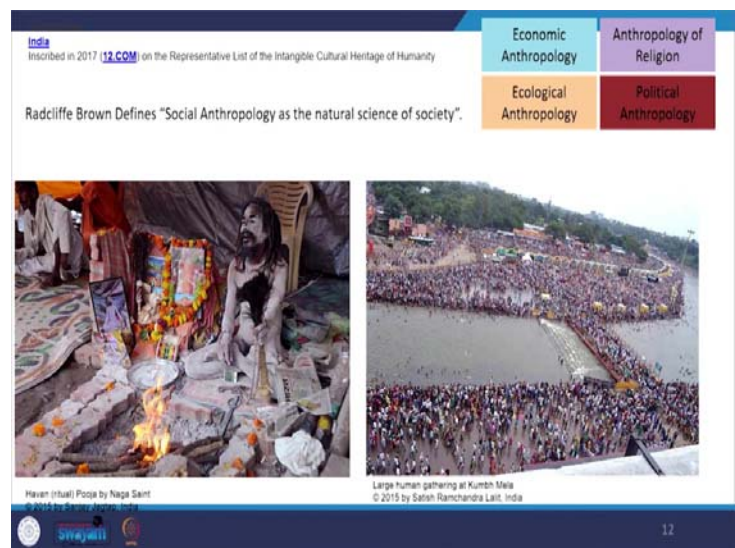 India
Inscribed in 2017 (12.COM) on the Representative List of the Intangible Cultural Heritage of Humanity
Economic
Anthropology
Anthropology of
Religion
Ecological
Anthropology
Political
Anthropology
Radcliffe Brown Defines “Social Anthropology as the natural science of society”.
Havan (ritual) Pooja by Naga Saint
© 2015 by Sanjay Jagtap, India
Large human gathering at Kumbh Mela
© 2015 by Satish Ramchandra Lalit, India
swayam
12